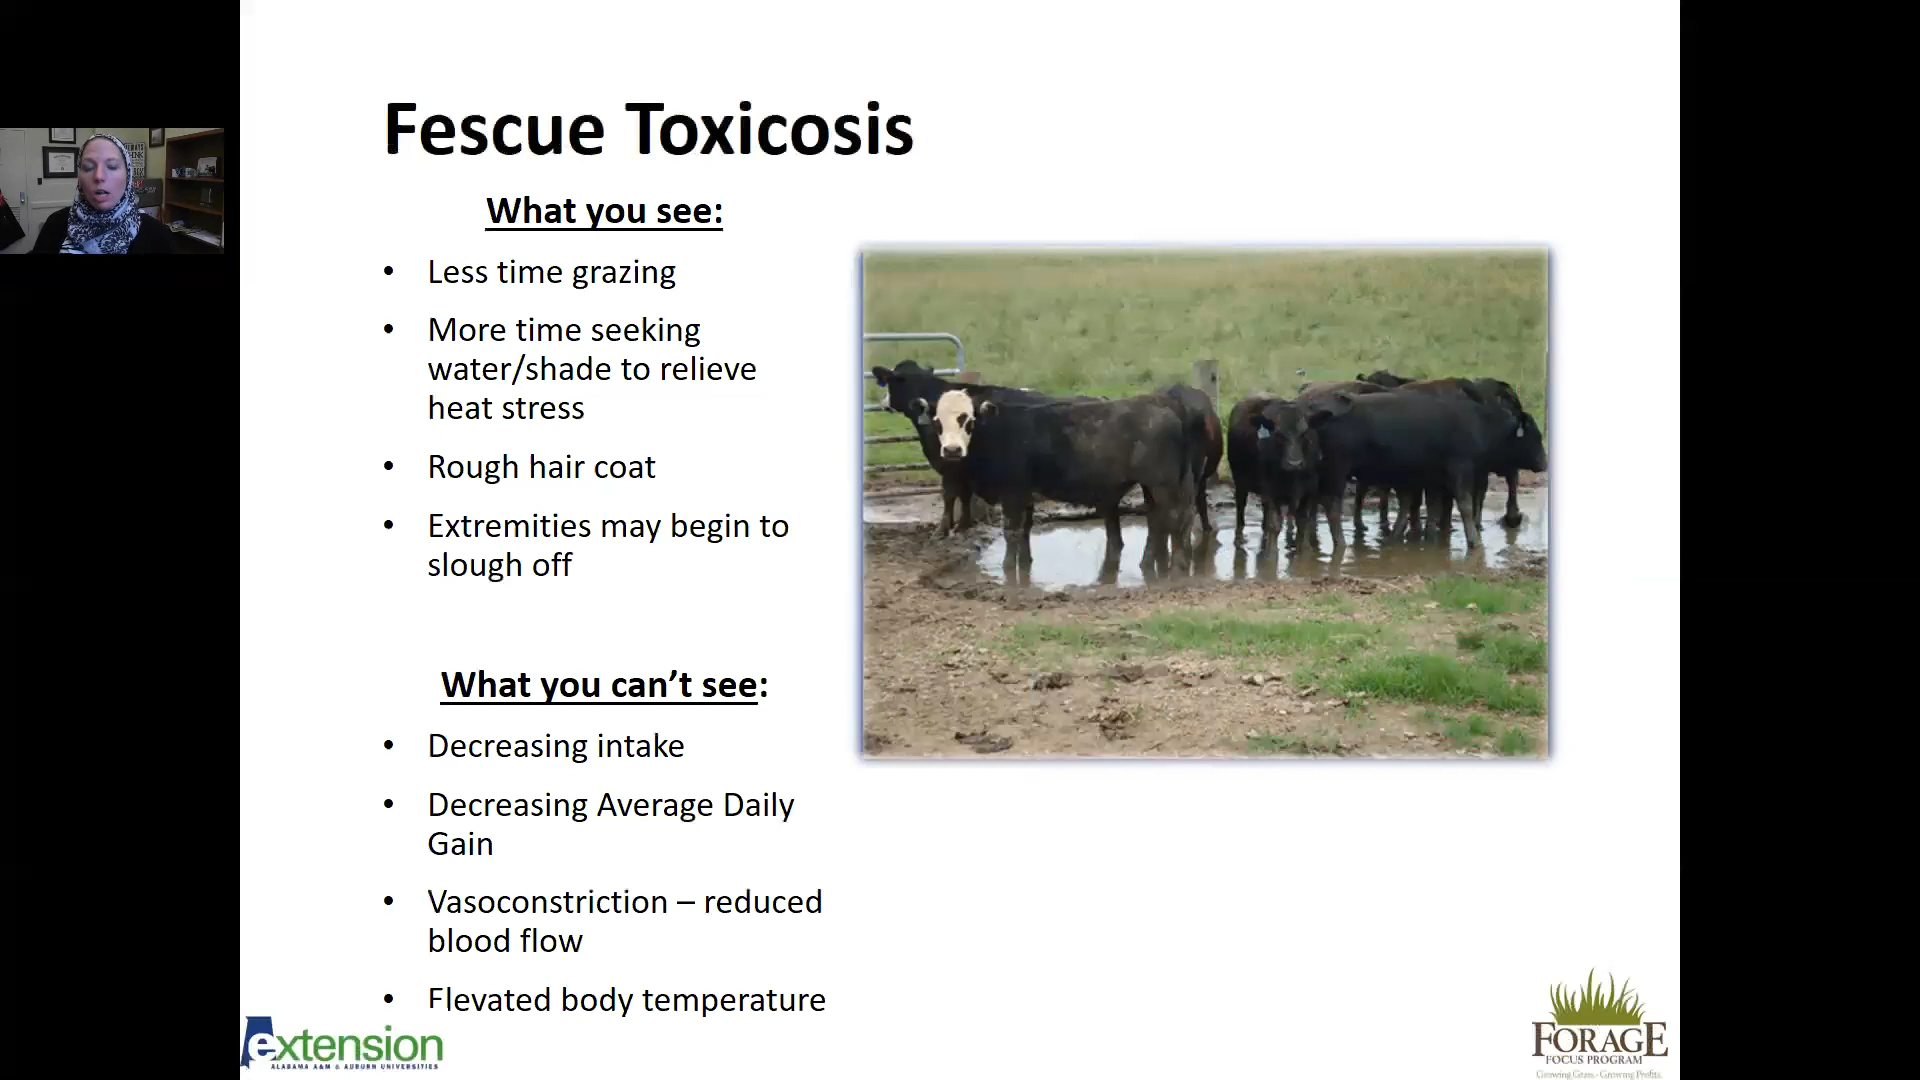 Fescue Toxicosis
What you see:
• Less time grazing
• More time seeking
water/shade to relieve
heat stress
• Rough hair coat
• Extremities may begin to
slough off
What you can’t see:
• Decreasing intake
• Decreasing Average Daily
Gain
• Vasoconstriction – reduced
blood flow
• Elevated body temperature
extension
ALABAMA A&M & AUBURN UNIVERSITIES
FORAGE
FOCUS PROGRAM
Growing Grass - Growing Profits